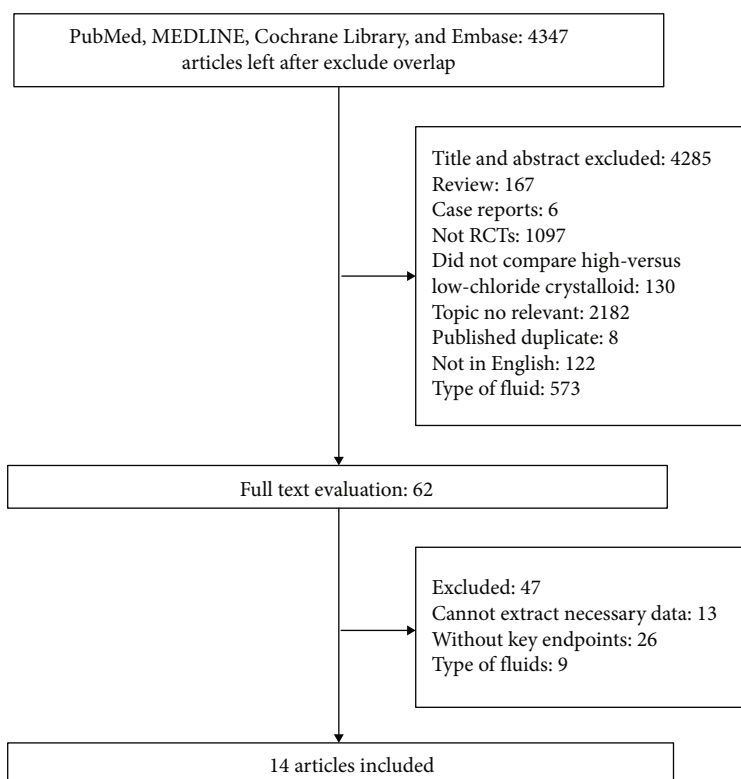 PubMed, MEDLINE, Cochrane Library, and Embase: 4347
articles left after exclude overlap
Title and abstract excluded: 4285
Review: 167
Case reports: 6
Not RCTs: 1097
Did not compare high-versus
low-chloride crystalloid: 130
Topic no relevant: 2182
Published duplicate: 8
Not in English: 122
Type of fluid: 573
Full text evaluation: 62
Excluded: 47
Cannot extract necessary data: 13
Without key endpoints: 26
Type of fluids: 9
14 articles included